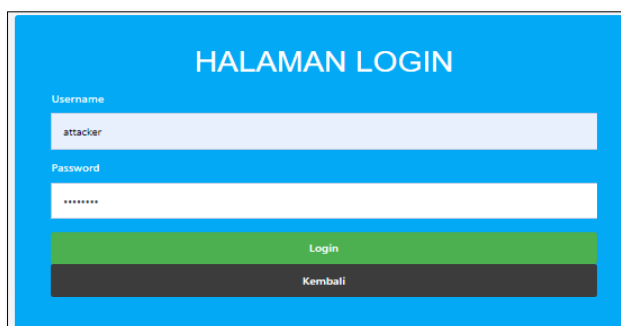 HALAMAN LOGIN
Username
attacker
Password
••••••••
Login
Kembali